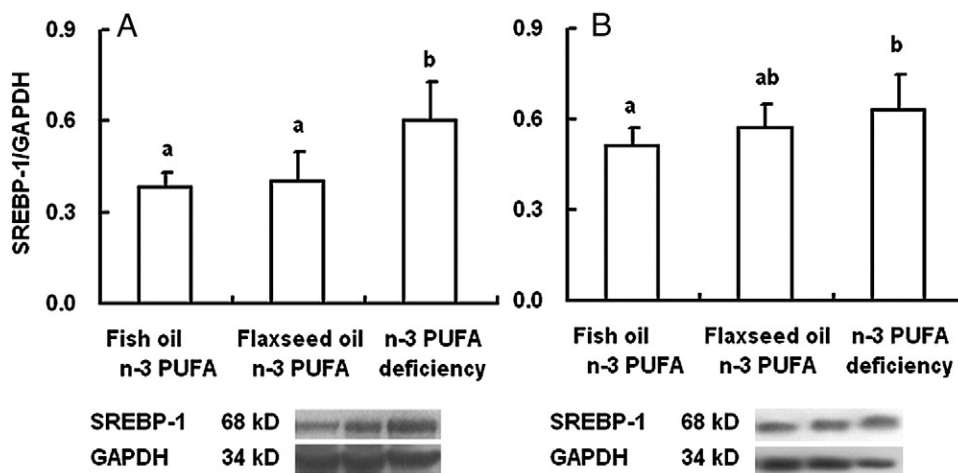 A
SREBP-1/GAPDH
0.9
0.6
0.3
0.0
a
a
b
Fish oil n-3 PUFA
Flaxseed oil n-3 PUFA
n-3 PUFA deficiency
SREBP-1 68 kD
GAPDH 34 kD
B
0.9
0.6
0.3
0.0
a
ab
b
Fish oil n-3 PUFA
Flaxseed oil n-3 PUFA
n-3 PUFA deficiency
SREBP-1 68 kD
GAPDH 34 kD